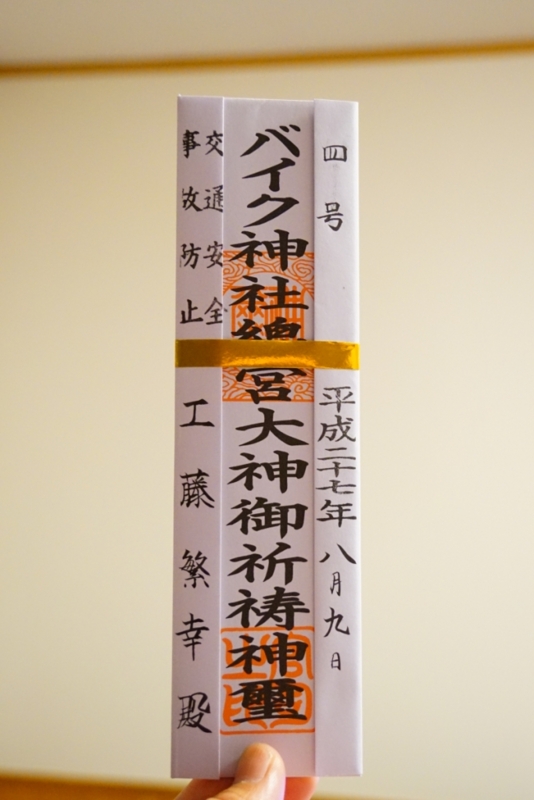 四号 平成二十七年八月九日
バイク神社總宮大神御祈祷神璽
交通安全
事故防止
工藤繁幸殿